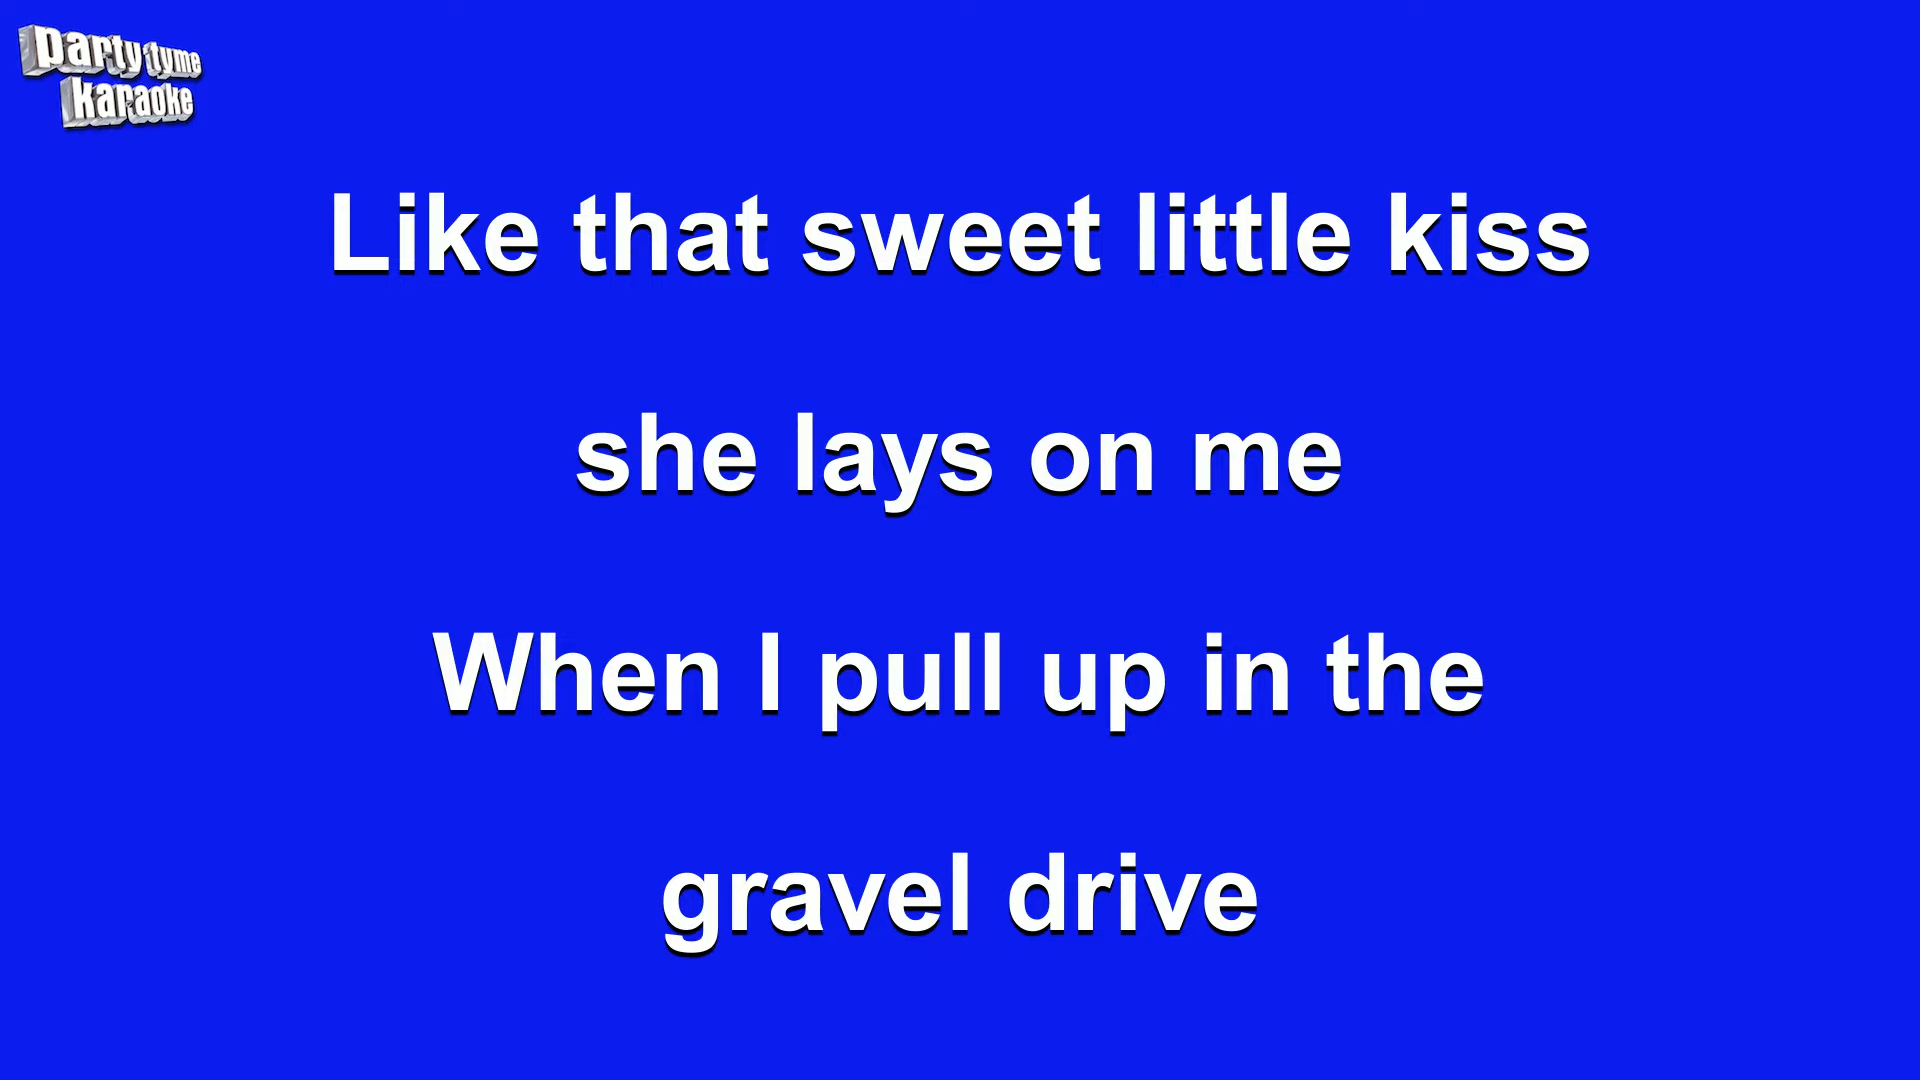 party tyme
karaoke
Like that sweet little kiss
she lays on me
When I pull up in the
gravel drive